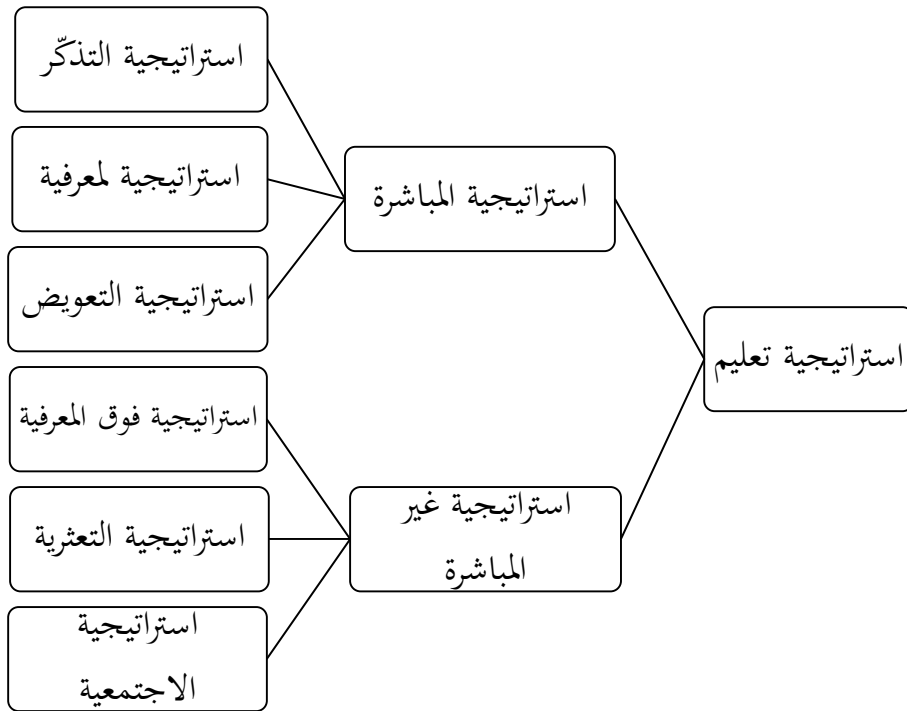 استراتيجية التذكّر
استراتيجية لمعرفية
استراتيجية المباشرة
استراتيجية التعويض
استراتيجية تعليم
استراتيجية فوق المعرفية
استراتيجية غير
المباشرة
استراتيجية التعثرية
استراتيجية
الاجتمعية